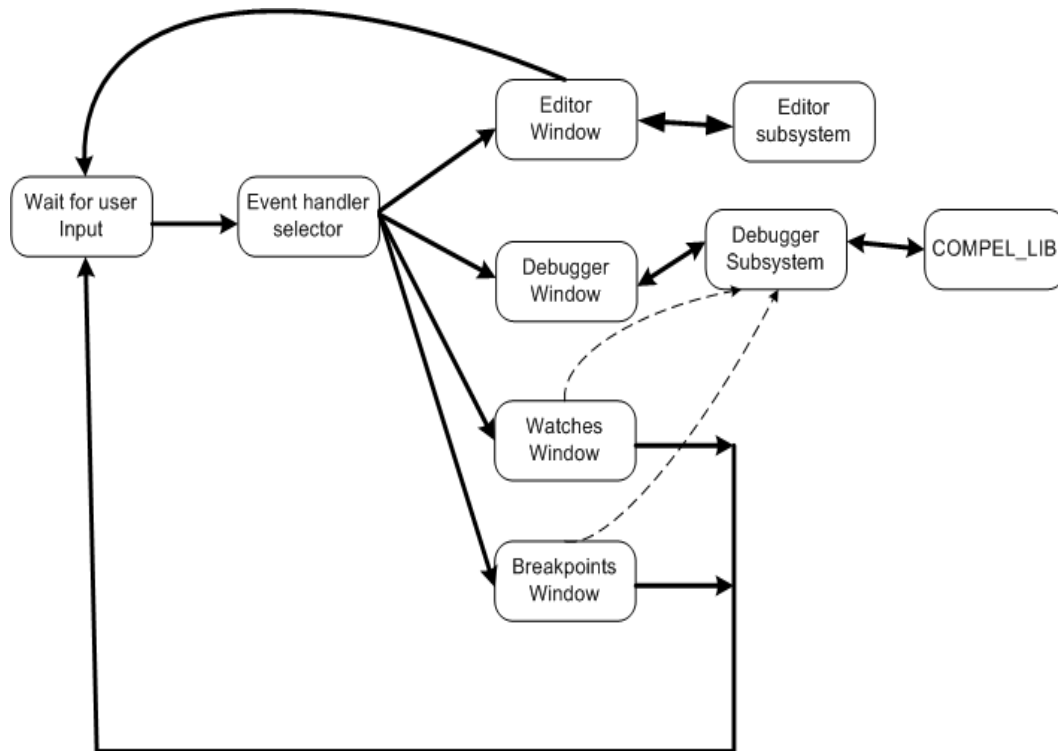 Editor
Window
Editor
subsystem
Wait for user
Input
Event handler
selector
Debugger
Window
Debugger
Subsystem
COMPEL_LIB
Watches
Window
Breakpoints
Window